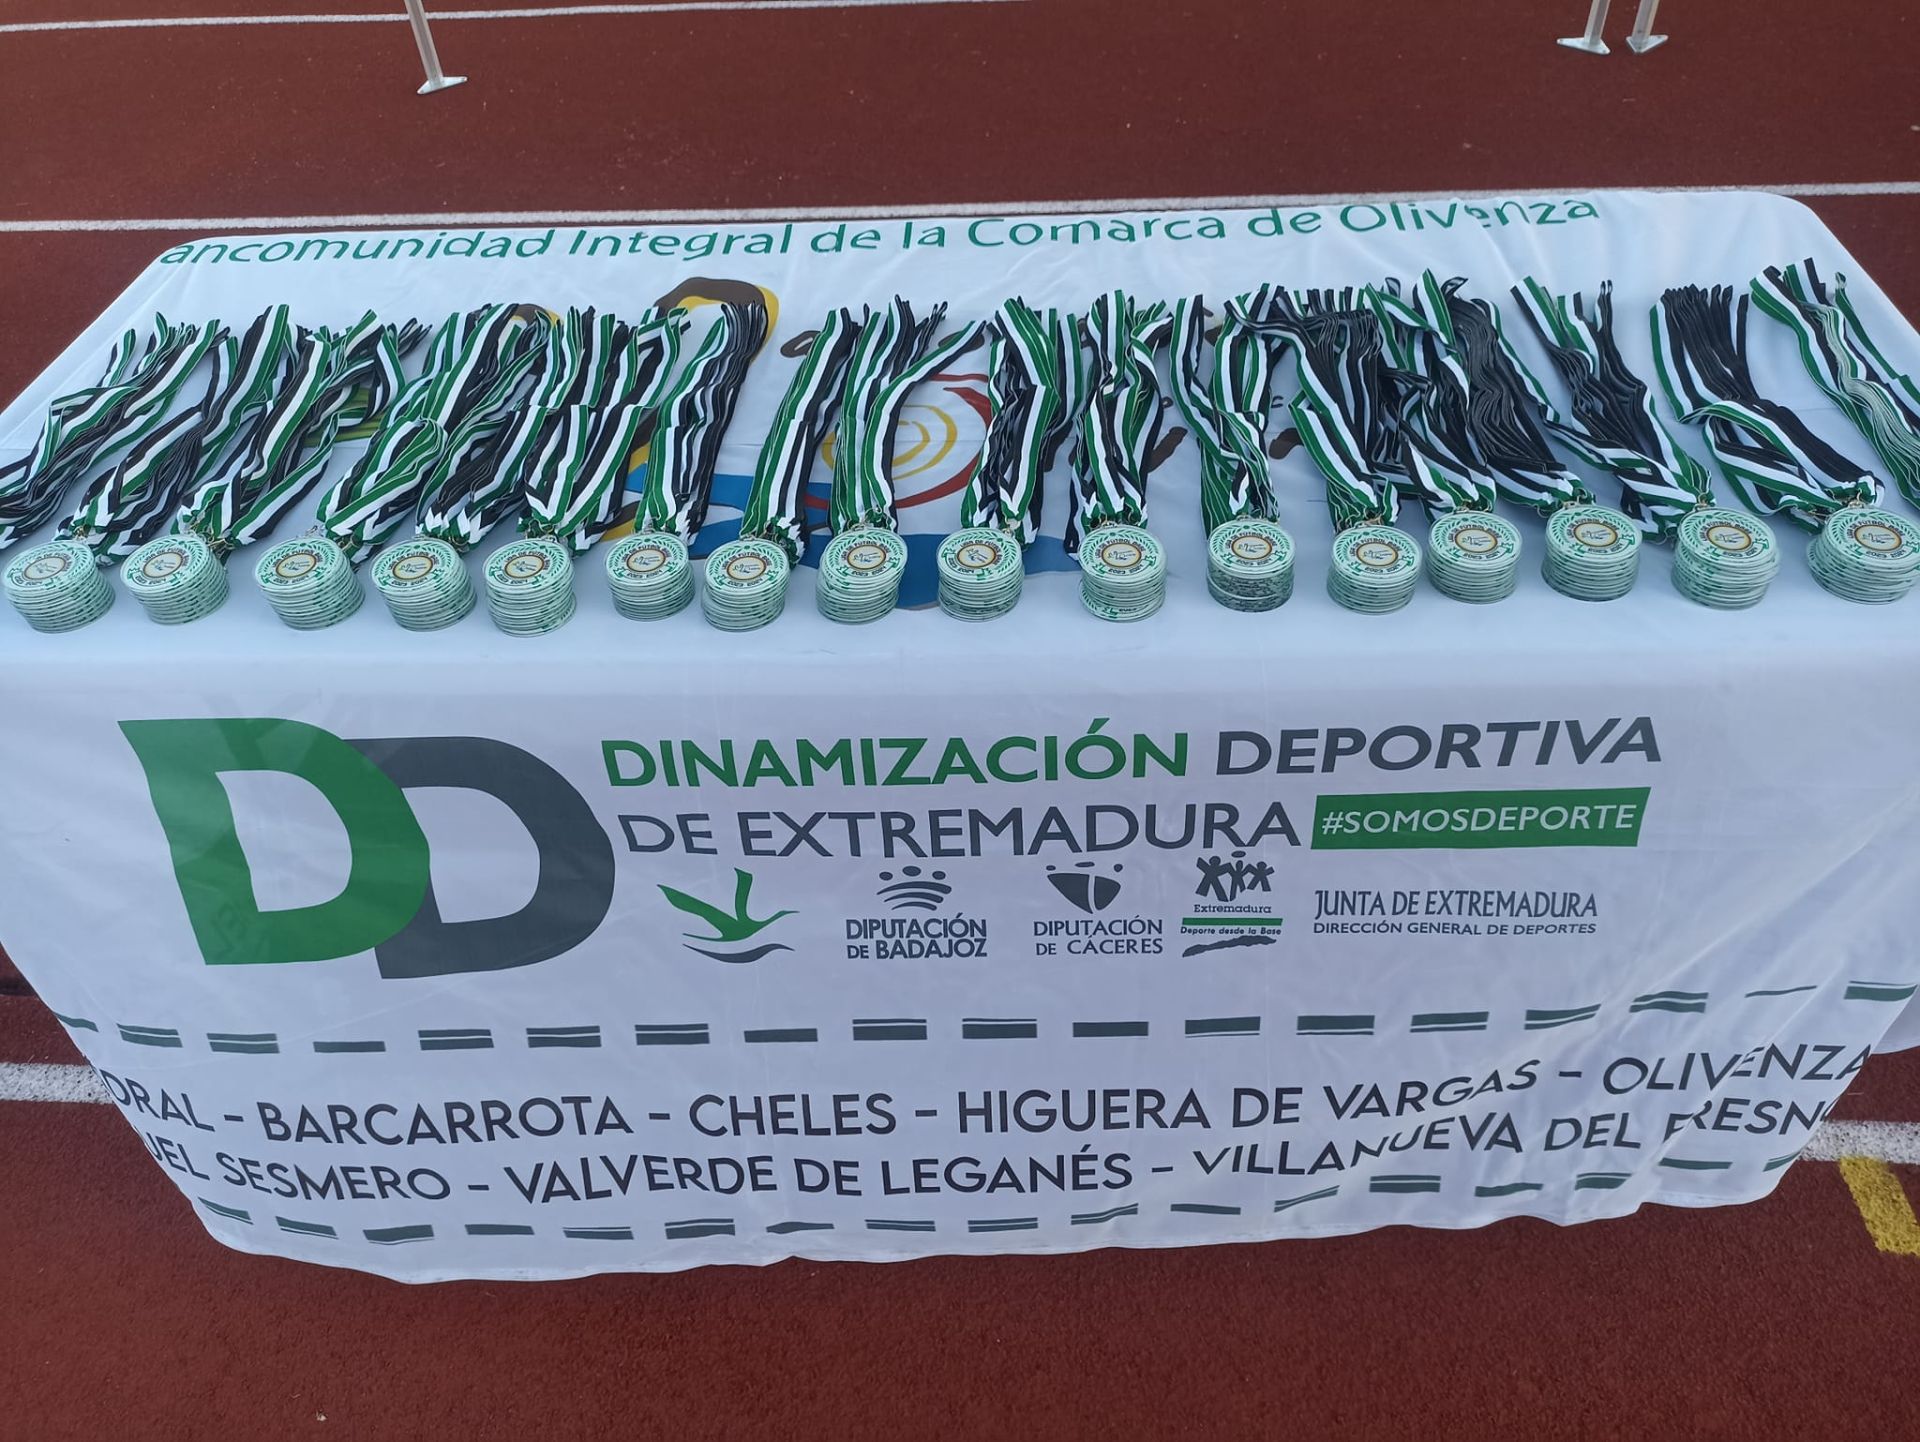 ancomunidad Integral de la Comarca de Olivenza
DINAMIZACIÓN DEPORTIVA
DE EXTREMADURA #SOMOSDEPORTE
DIPUTACIÓN
DE BADAJOZ
DIPUTACIÓN
DE CÁCERES
Extremadura
Deporte desde la Base
JUNTA DE EXTREMADURA
DIRECCIÓN GENERAL DE DEPORTES
ORAL - BARCARROTA - CHELES - HIGUERA DE VARGAS - OLIVENZA
UEL SESMERO - VALVERDE DE LEGANÉS - VILLANUEVA DEL FRESNO